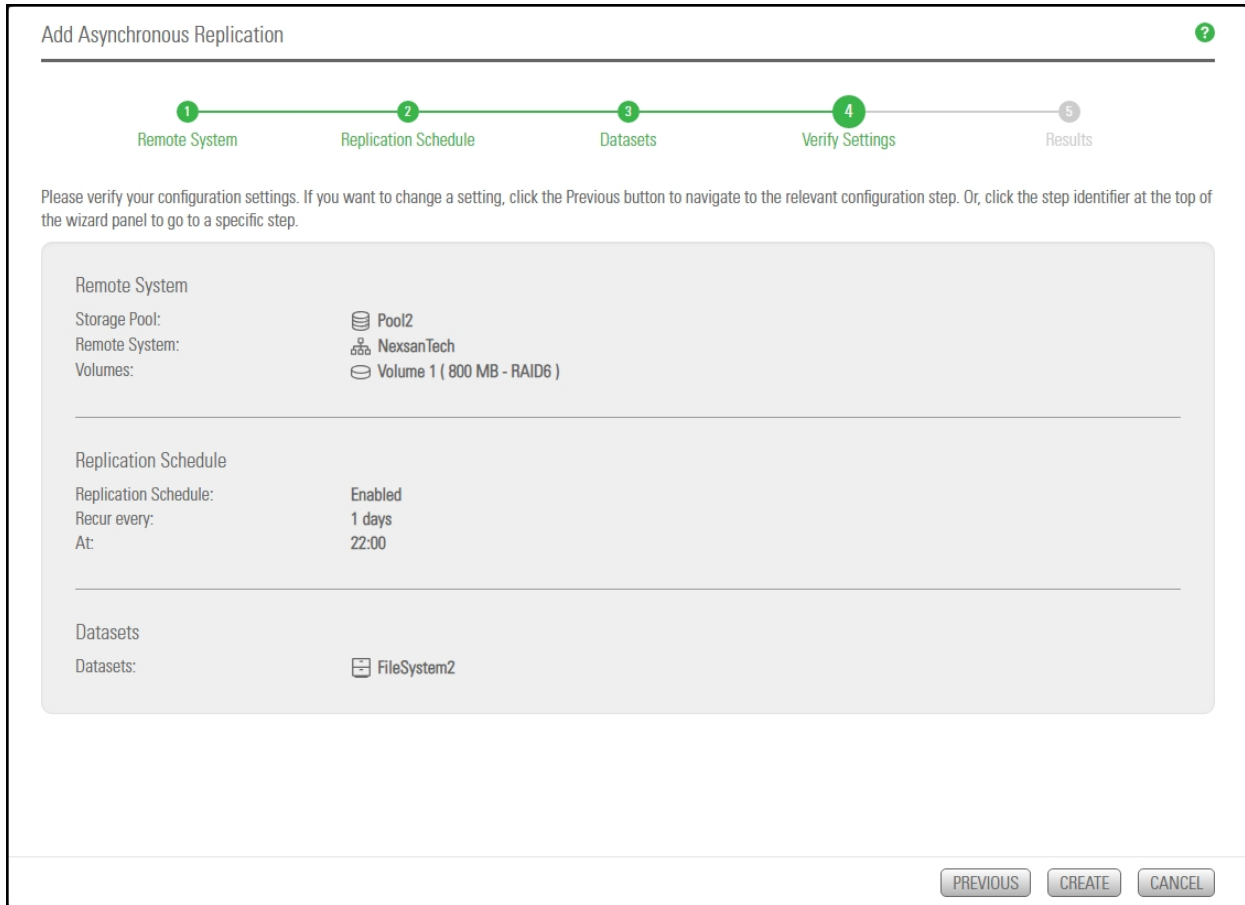 Add Asynchronous Replication ?
1 2 3 4 5
Remote System Replication Schedule Datasets Verify Settings Results
Please verify your configuration settings. If you want to change a setting, click the Previous button to navigate to the relevant configuration step. Or, click the step identifier at the top of
the wizard panel to go to a specific step.
Remote System
Storage Pool: Pool2
Remote System: NexsanTech
Volumes: Volume 1 ( 800 MB - RAID6 )
Replication Schedule
Replication Schedule: Enabled
Recur every: 1 days
At: 22:00
Datasets
Datasets: FileSystem2
PREVIOUS CREATE CANCEL